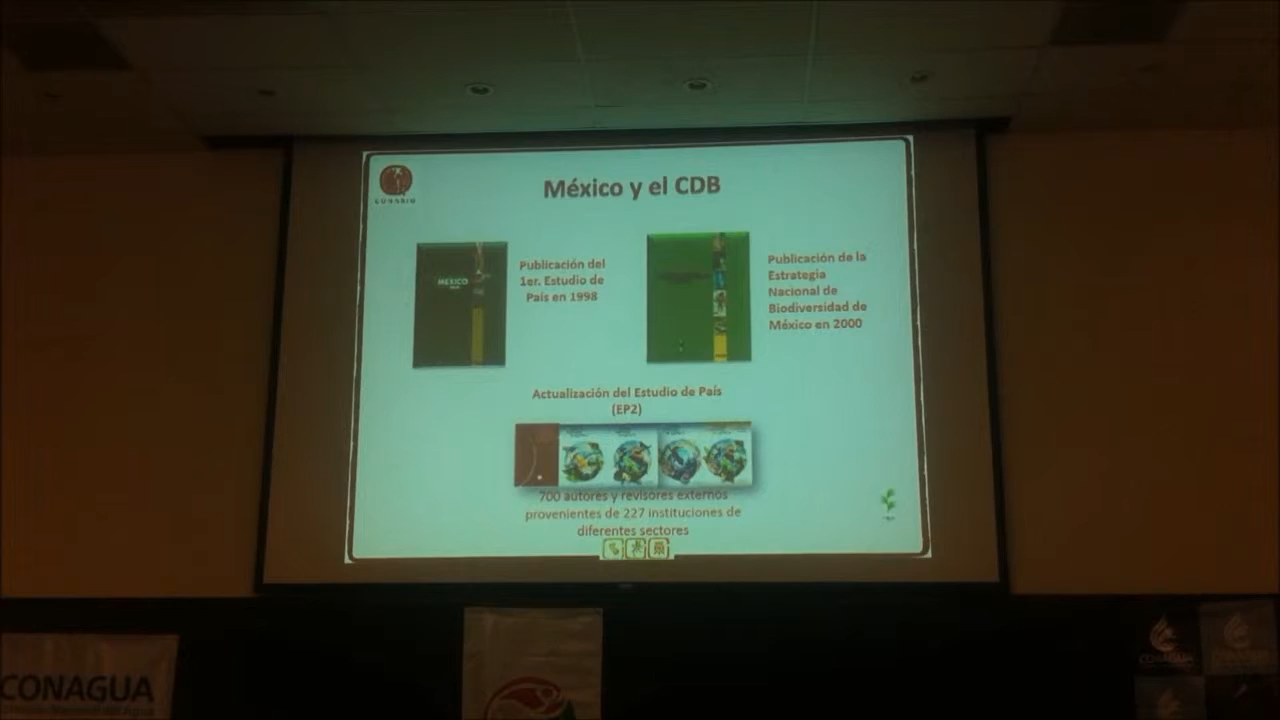 CONABIO
México y el CDB
MEXICO
Publicación del
1er. Estudio de
País en 1998
Publicación de la
Estrategia
Nacional de
Biodiversidad de
México en 2000
Actualización del Estudio de País
(EP2)
700 autores y revisores externos
provenientes de 227 instituciones de
diferentes sectores
CONAGUA